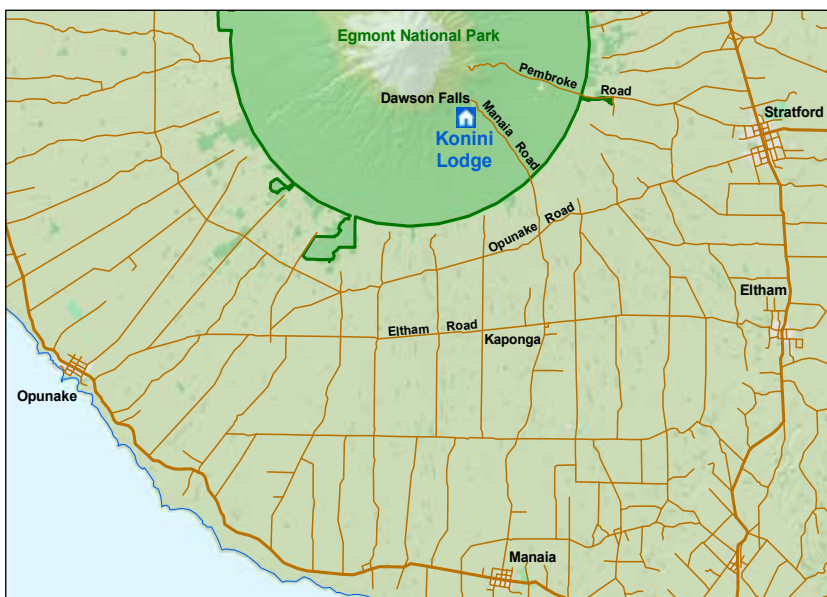 Egmont National Park
Pembroke Road
Dawson Falls
Stratford
Manaia Road
Konini
Lodge
Opunake Road
Eltham
Eltham Road
Kaponga
Opunake
Manaia